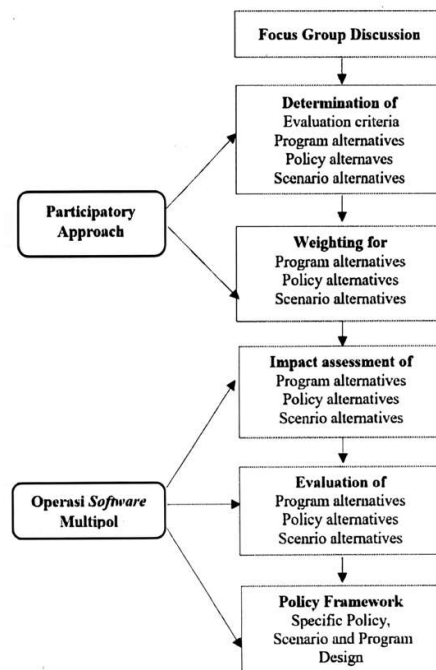 Focus Group Discussion
Determination of
Evaluation criteria
Program alternatives
Policy alternaves
Scenario alternatives
Participatory
Approach
Weighting for
Program alternatives
Policy alternatives
Scenario alternatives
Impact assessment of
Program alternatives
Policy alternatives
Scenrio alternatives
Operasi Software
Multipol
Evaluation of
Program alternatives
Policy alternatives
Scenrio alternatives
Policy Framework
Specific Policy,
Scenario and Program
Design